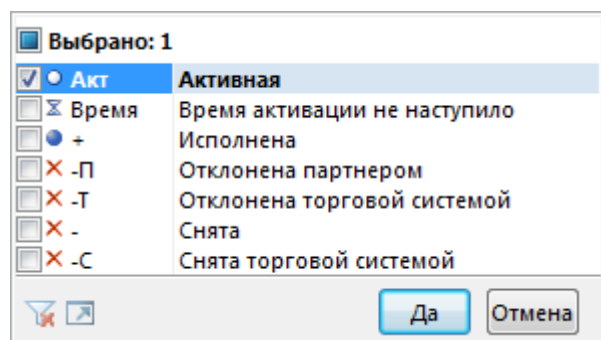 Выбрано: 1
Акт Активная
Время Время активации не наступило
+ Исполнена
-П Отклонена партнером
-Т Отклонена торговой системой
- Снята
-С Снята торговой системой
Да Отмена